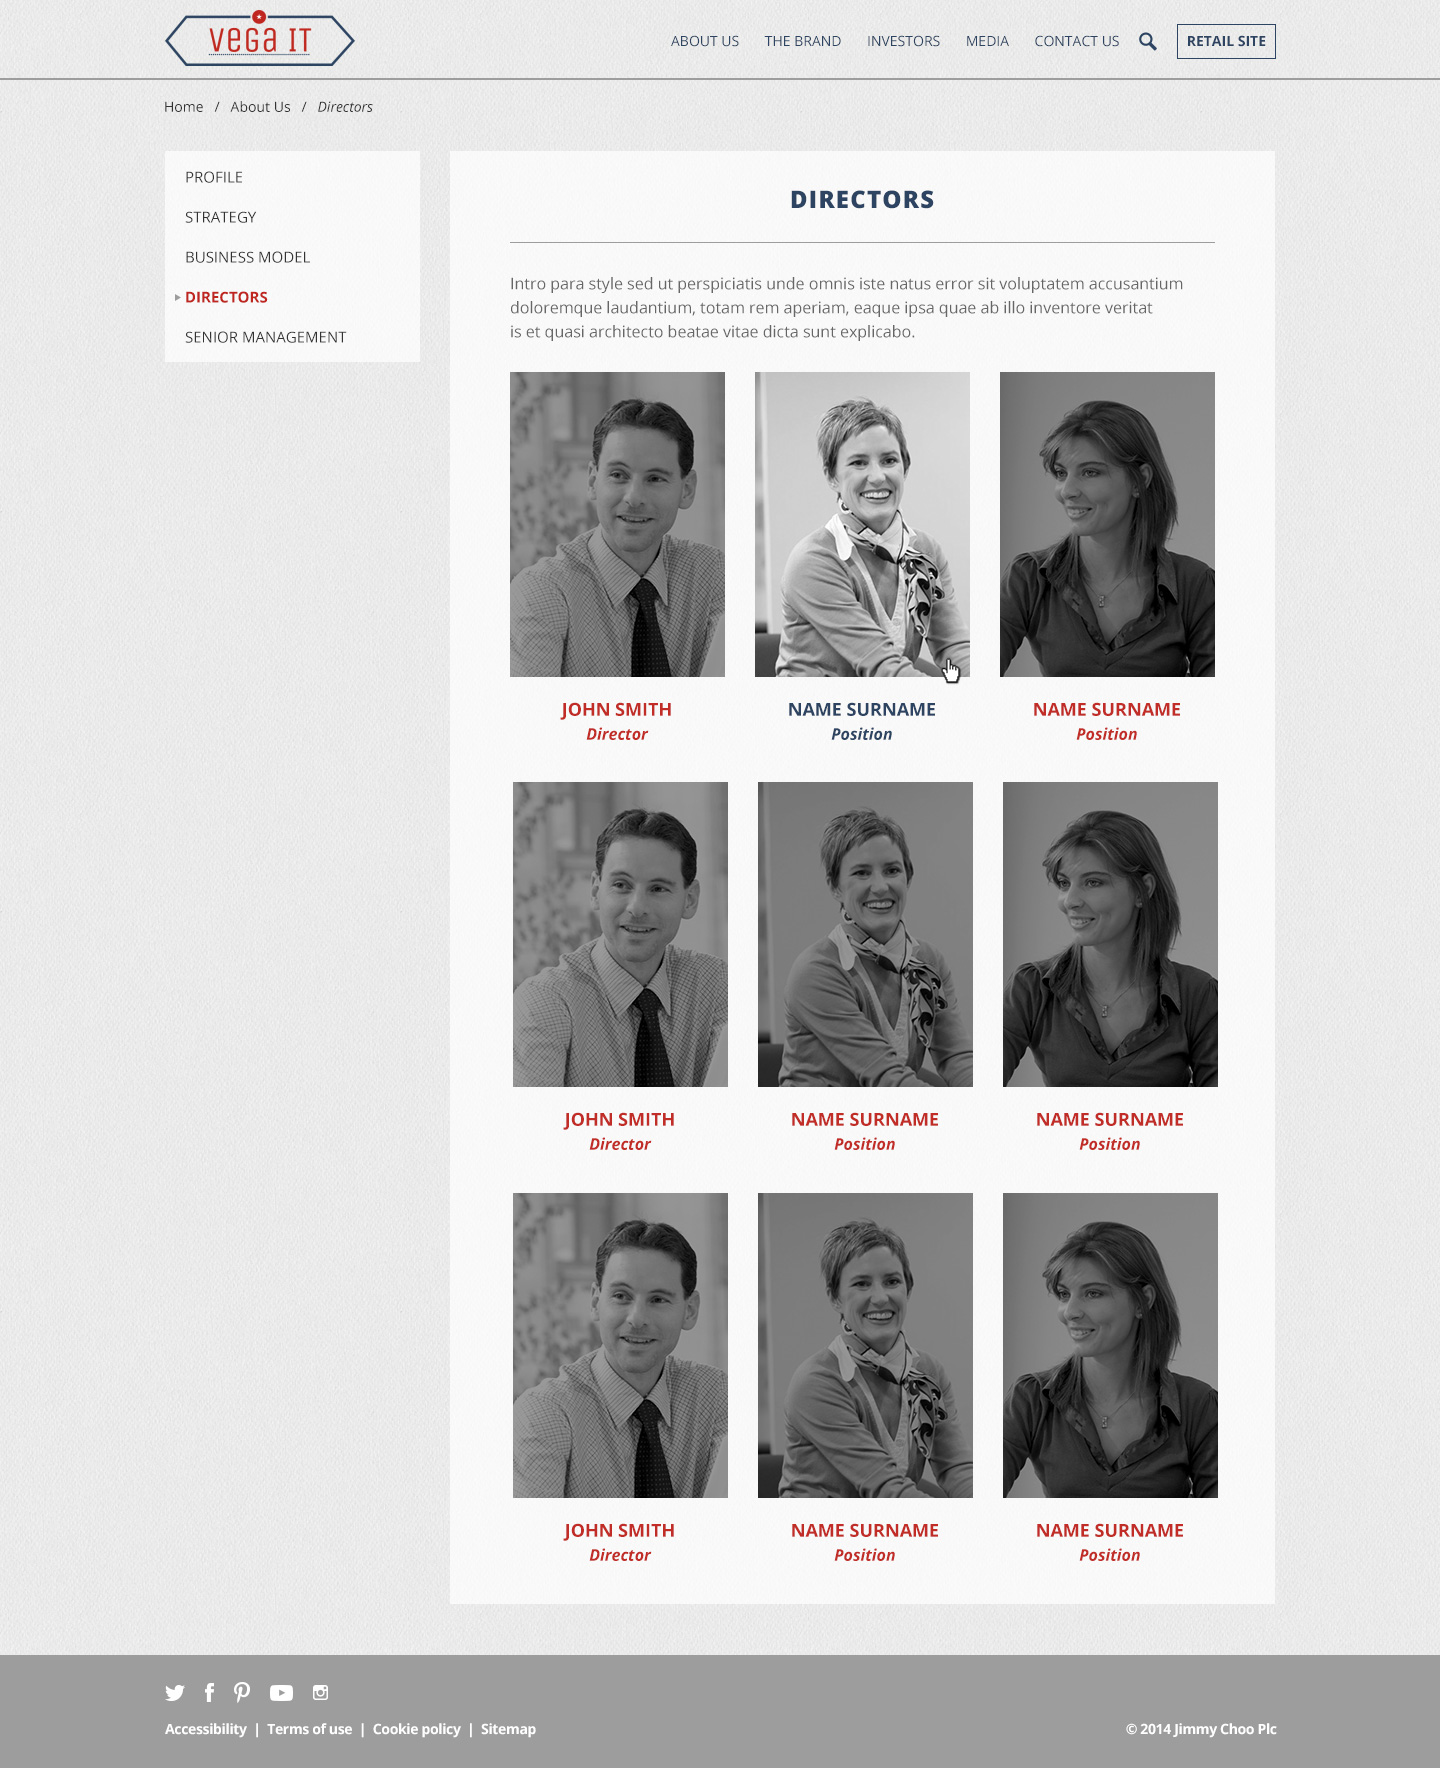 vega IT
ABOUT US THE BRAND INVESTORS MEDIA CONTACT US RETAIL SITE
Home / About Us / Directors
PROFILE
STRATEGY
BUSINESS MODEL
DIRECTORS
SENIOR MANAGEMENT
DIRECTORS
Intro para style sed ut perspiciatis unde omnis iste natus error sit voluptatem accusantium
doloremque laudantium, totam rem aperiam, eaque ipsa quae ab illo inventore veritat
is et quasi architecto beatae vitae dicta sunt explicabo.
JOHN SMITH NAME SURNAME NAME SURNAME
Director Position Position
JOHN SMITH NAME SURNAME NAME SURNAME
Director Position Position
JOHN SMITH NAME SURNAME NAME SURNAME
Director Position Position
Accessibility | Terms of use | Cookie policy | Sitemap © 2014 Jimmy Choo Plc